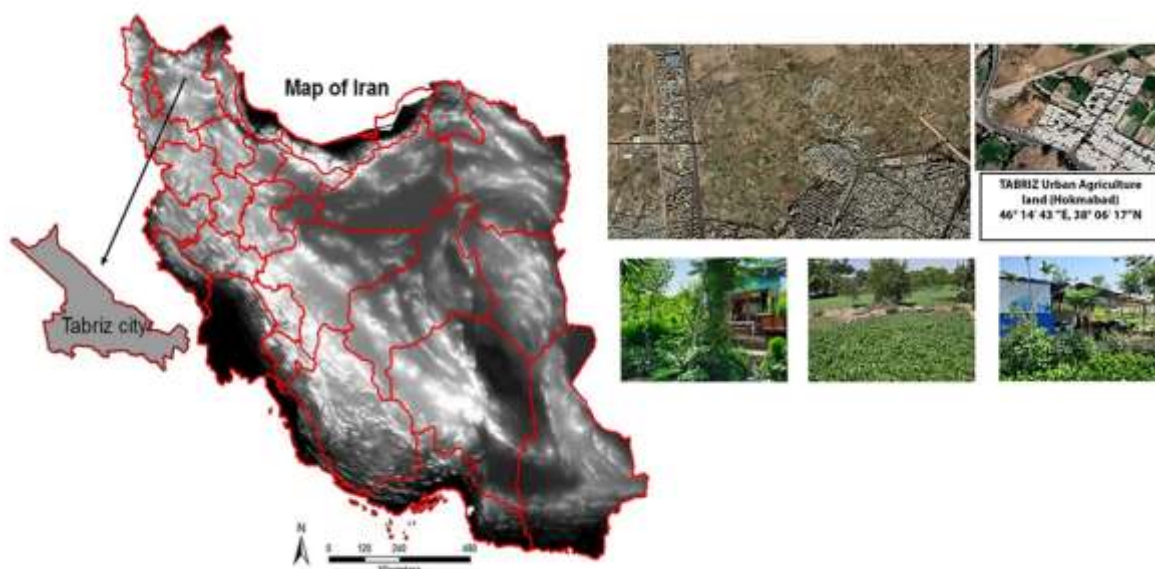 Map of Iran
Tabriz city
TABRIZ Urban Agriculture
land (Hokmabad)
46° 14' 43 "E, 38° 06' 17"N
N
0 120 240 480
Kilometers